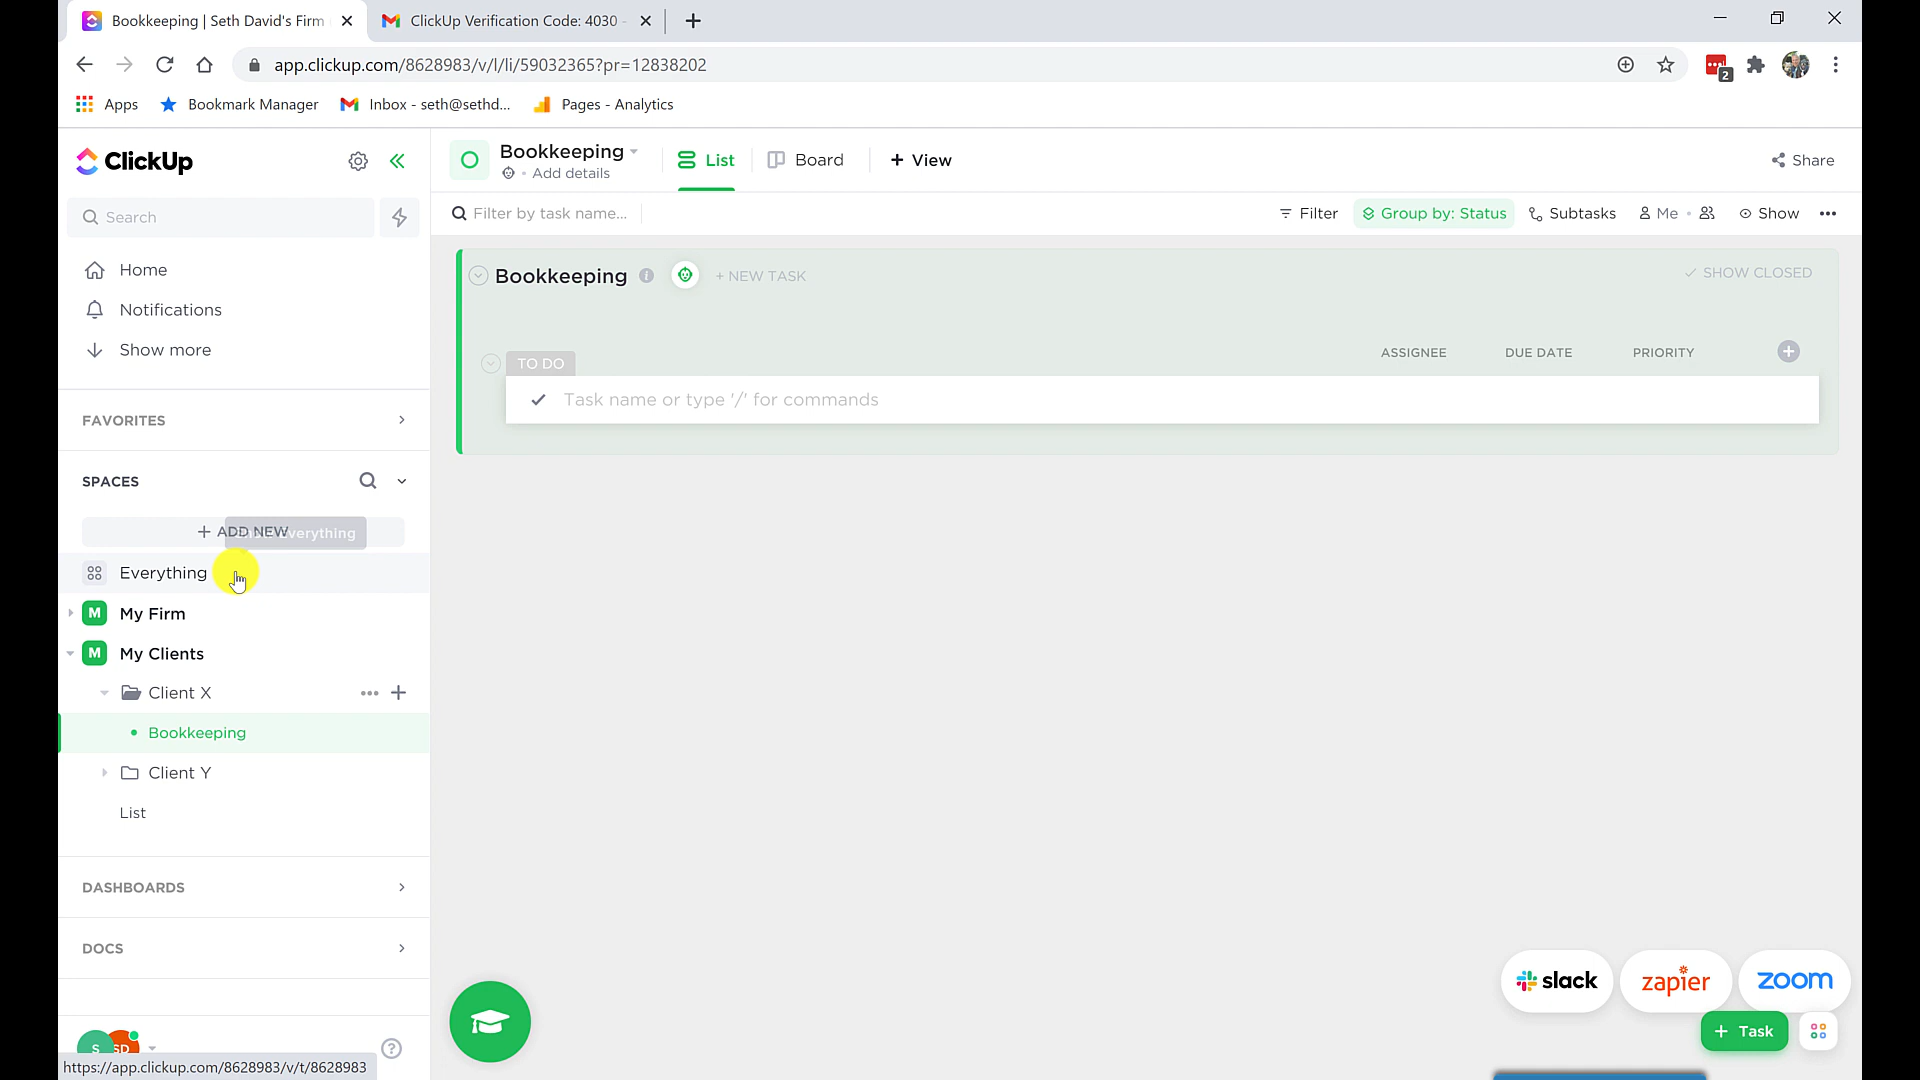 Bookkeeping | Seth David's Firm
ClickUp Verification Code: 4030 -
app.clickup.com/8628983/v/l/li/59032365?pr=12838202
2
Apps
Bookmark Manager
Inbox - seth@sethd...
Pages - Analytics
ClickUp
Bookkeeping
Add details
List
Board
+ View
Share
Search
Filter by task name...
Filter
Group by: Status
Subtasks
Me
Show
Home
Notifications
Show more
Bookkeeping
+ NEW TASK
SHOW CLOSED
TO DO
ASSIGNEE
DUE DATE
PRIORITY
Task name or type '/' for commands
FAVORITES
SPACES
+ ADD NEW
Everything
Everything
M My Firm
M My Clients
Client X
Bookkeeping
Client Y
List
DASHBOARDS
DOCS
slack
zapier
zoom
+ Task
S
SD
?
https://app.clickup.com/8628983/v/t/8628983